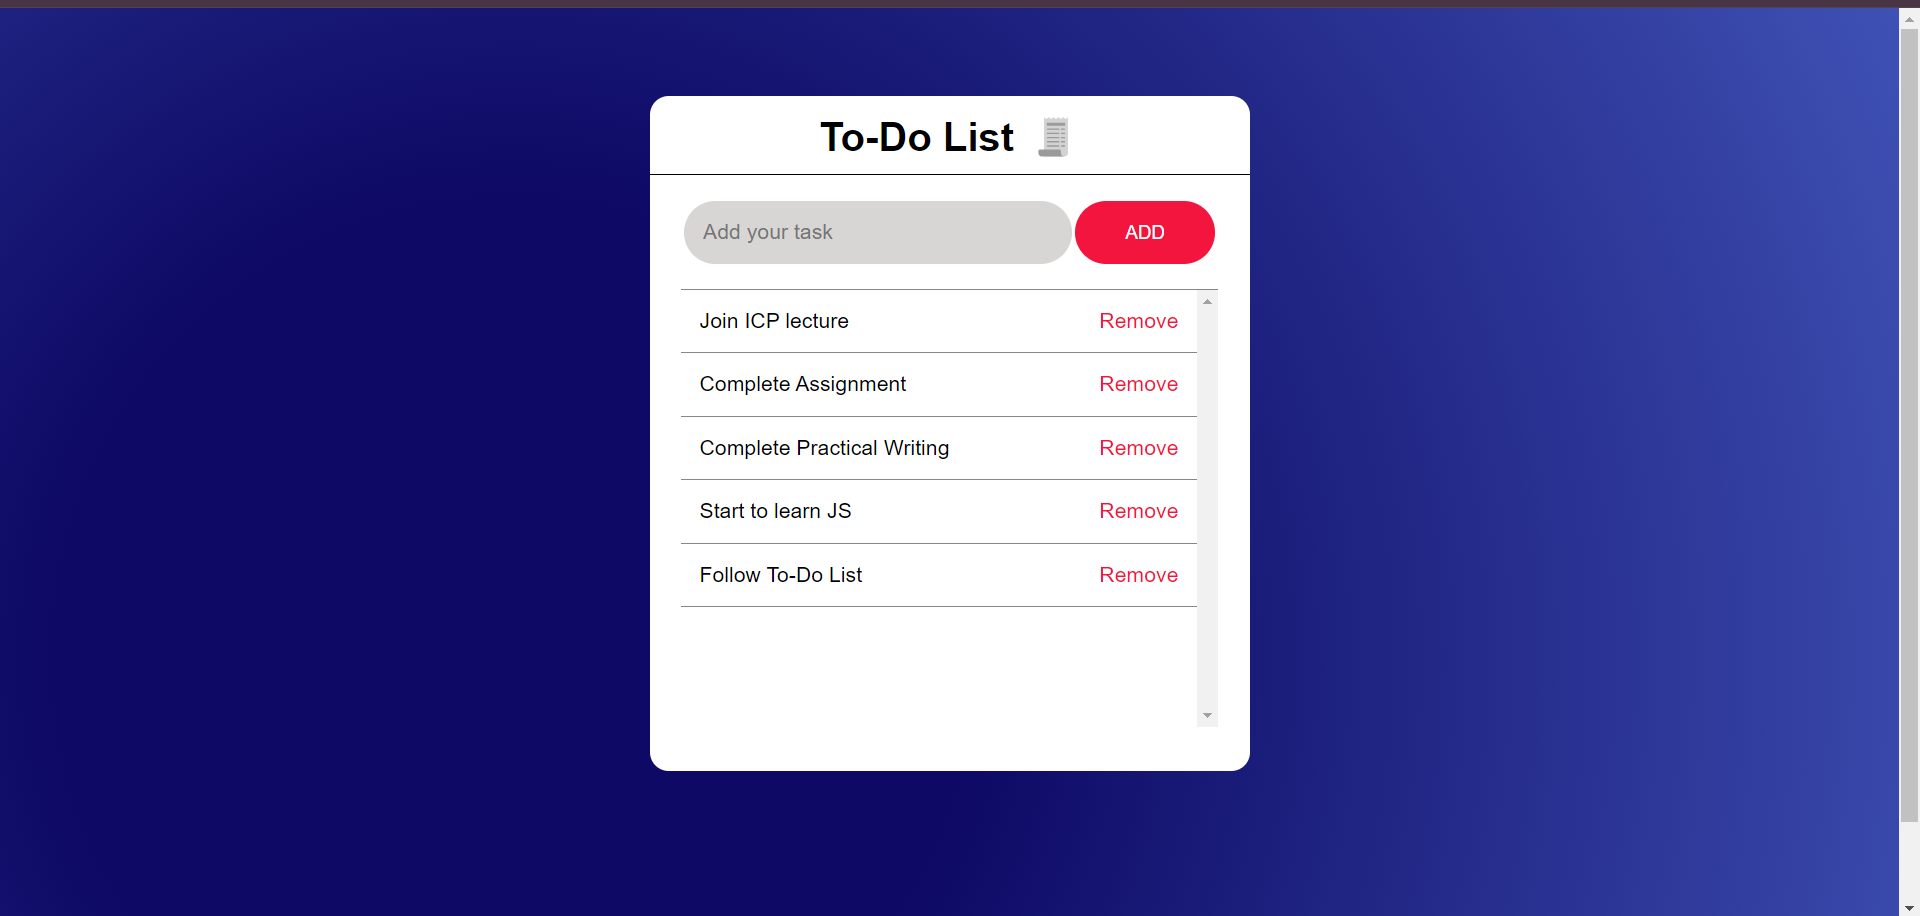 To-Do List
Add your task ADD
Join ICP lecture Remove
Complete Assignment Remove
Complete Practical Writing Remove
Start to learn JS Remove
Follow To-Do List Remove